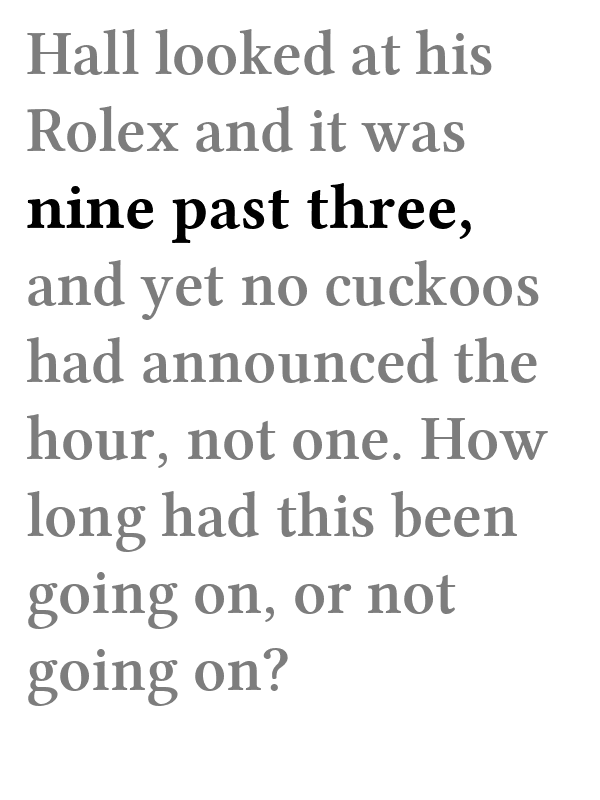 Hall looked at his
Rolex and it was
nine past three,
and yet no cuckoos
had announced the
hour, not one. How
long had this been
going on, or not
going on?